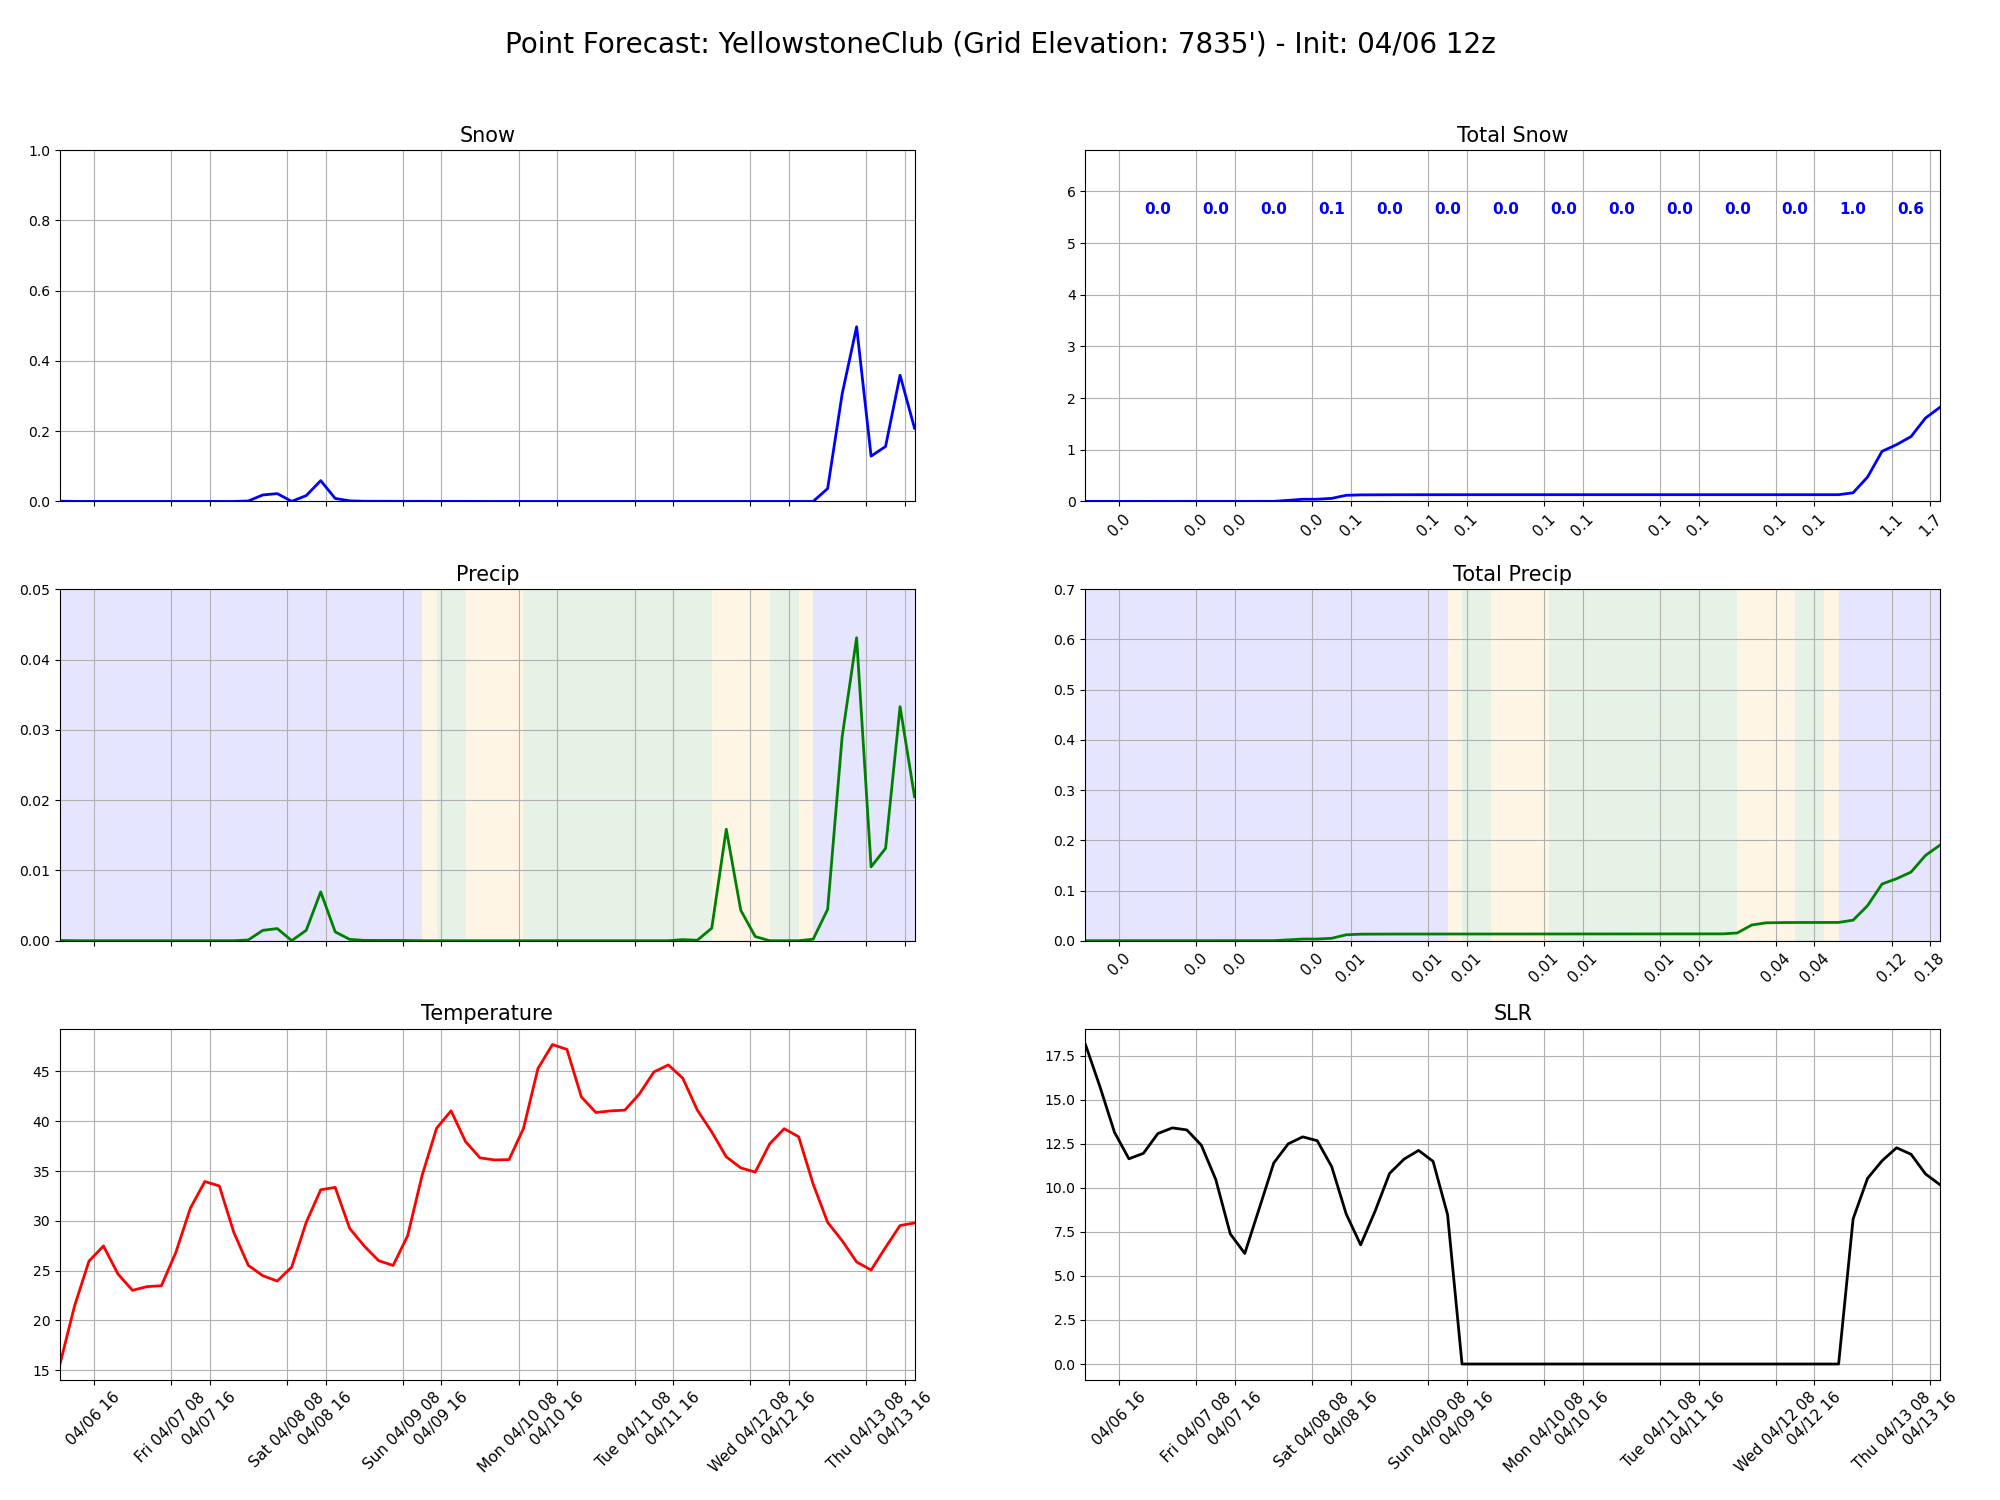 Point Forecast: YellowstoneClub (Grid Elevation: 7835') - Init: 04/06 12z
Snow
1.0
0.8
0.6
0.4
0.2
0.0
Total Snow
6
5
4
3
2
1
0
0.0 0.0 0.0 0.1 0.0 0.0 0.0 0.0 0.0 0.0 0.0 0.0 1.0 0.6
0.0 0.0 0.0 0.0 0.1 0.1 0.1 0.1 0.1 0.1 0.1 0.1 0.1 1.1 1.7
Precip
0.05
0.04
0.03
0.02
0.01
0.00
Total Precip
0.7
0.6
0.5
0.4
0.3
0.2
0.1
0.0
0.0 0.0 0.0 0.0 0.01 0.01 0.01 0.01 0.01 0.01 0.01 0.04 0.04 0.12 0.18
Temperature
45
40
35
30
25
20
15
04/06 16
Fri 04/07 08
04/07 16
Sat 04/08 08
04/08 16
Sun 04/09 08
04/09 16
Mon 04/10 08
04/10 16
Tue 04/11 08
04/11 16
Wed 04/12 08
04/12 16
Thu 04/13 08
04/13 16
SLR
17.5
15.0
12.5
10.0
7.5
5.0
2.5
0.0
04/06 16
Fri 04/07 08
04/07 16
Sat 04/08 08
04/08 16
Sun 04/09 08
04/09 16
Mon 04/10 08
04/10 16
Tue 04/11 08
04/11 16
Wed 04/12 08
04/12 16
Thu 04/13 08
04/13 16